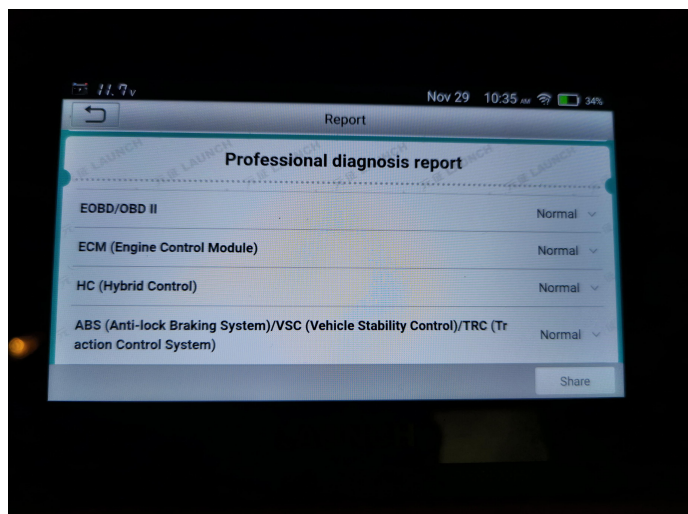 11.7v
Nov 29 10:35 AM 34%
Report
Professional diagnosis report
EOBD/OBD II Normal
ECM (Engine Control Module) Normal
HC (Hybrid Control) Normal
ABS (Anti-lock Braking System)/VSC (Vehicle Stability Control)/TRC (Tr
action Control System) Normal
Share